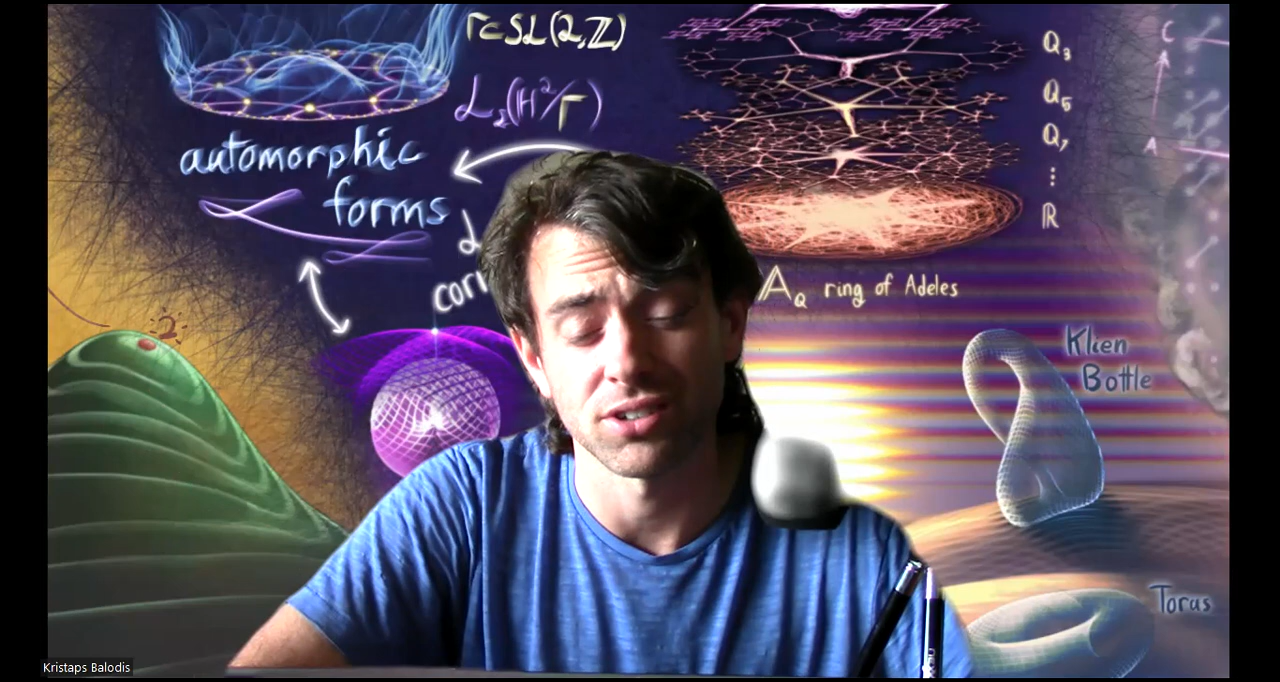 Γ⊂SL(2,ℤ)
L₂(ℍ²/Γ)
automorphic
forms
Q₃
Q₅
Q₇
⋮
ℝ
C
A
𝔸_Q ring of Adeles
Klien
Bottle
Torus
Kristaps Balodis